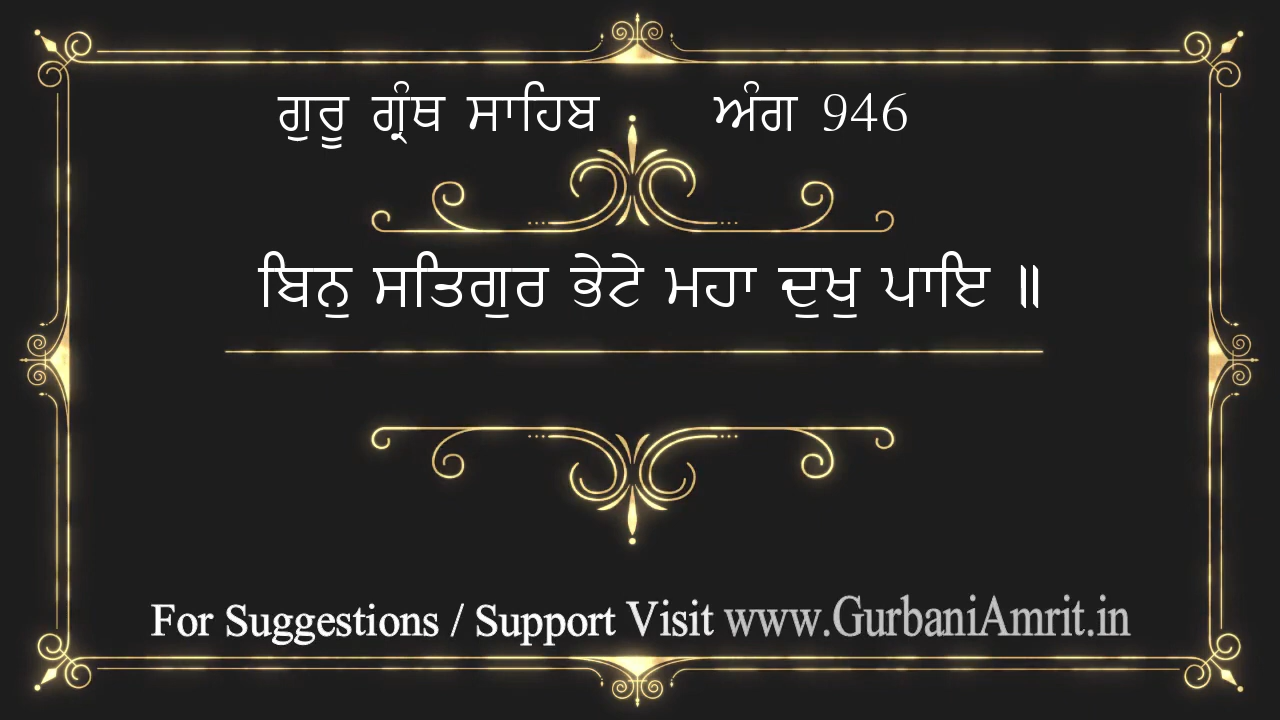 ਗੁਰੂ ਗ੍ਰੰਥ ਸਾਹਿਬ ਅੰਗ 946
ਬਿਨੁ ਸਤਿਗੁਰ ਭੇਟੇ ਮਹਾ ਦੁਖੁ ਪਾਇ ॥
For Suggestions / Support Visit www.GurbaniAmrit.in